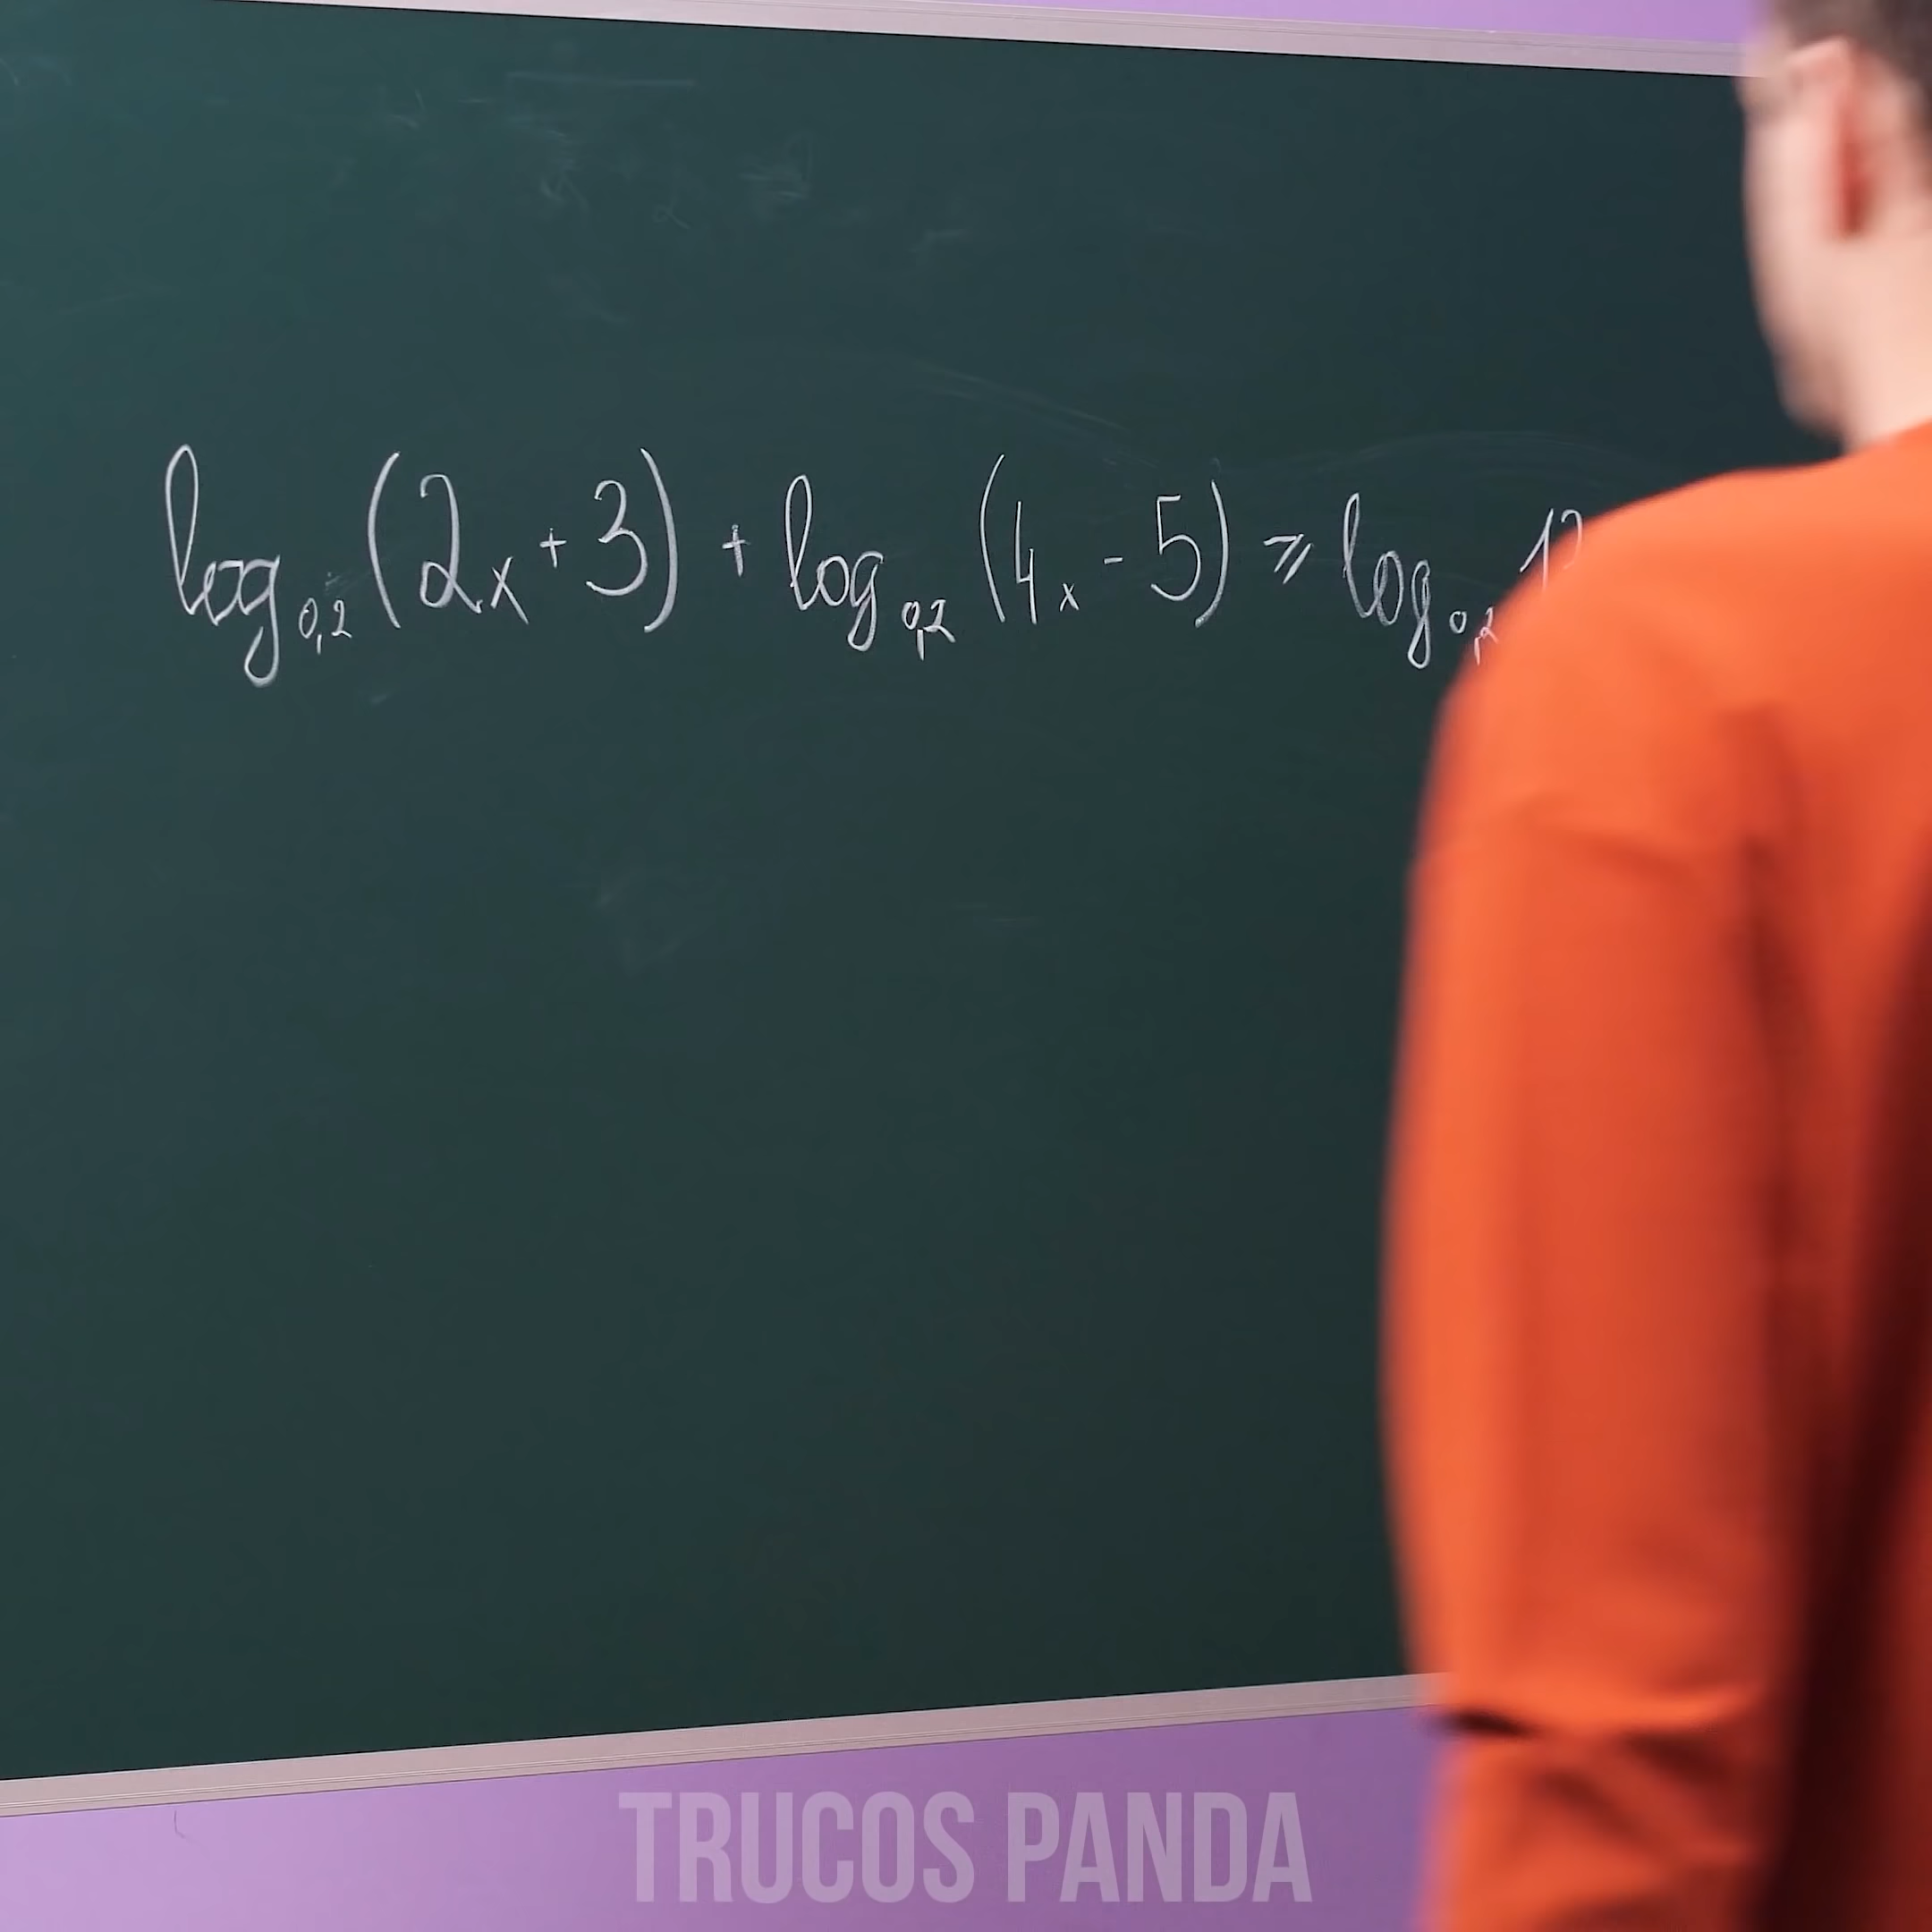 log₀,₂ (2x + 3) + log₀,₂ (4x - 5) ⩾ log₀,₂
TRUCOS PANDA